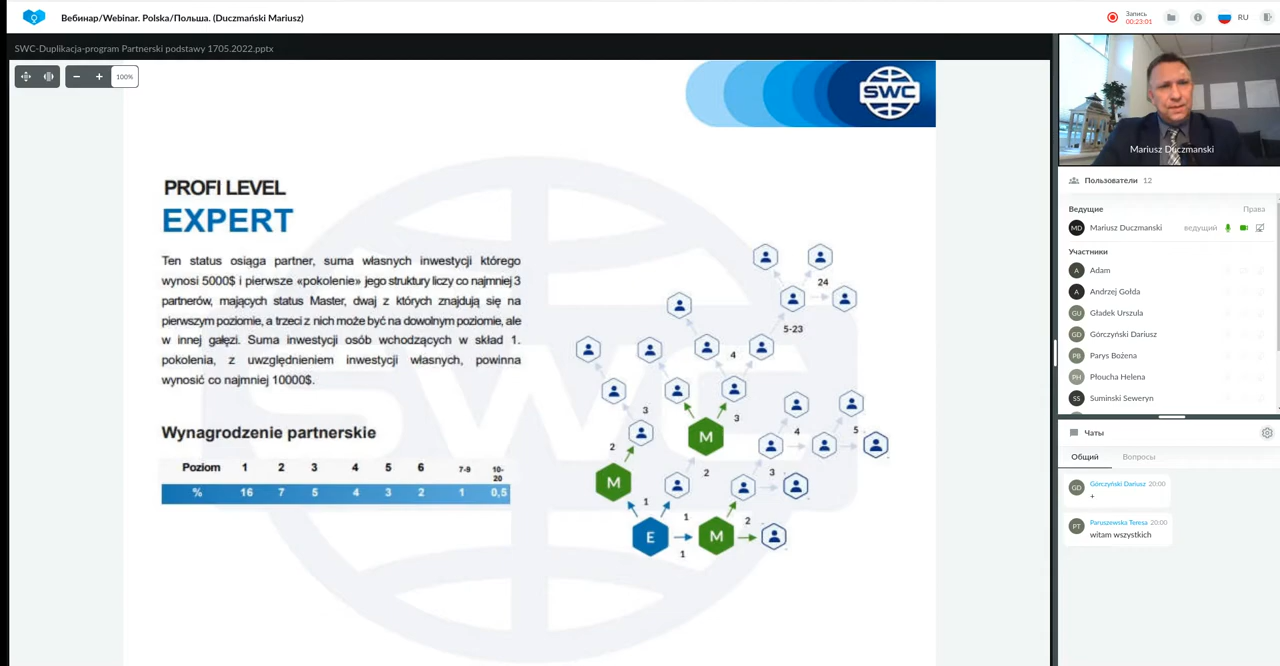 Вебинар/Webinar. Polska/Польша. (Duczmański Mariusz)
Запись
00:23:01
RU
SWC-Duplikacja-program Partnerski podstawy 1705.2022.pptx
100%
SWC
PROFI LEVEL
EXPERT
Ten status osiąga partner, suma własnych inwestycji którego
wynosi 5000$ i pierwsze «pokolenie» jego struktury liczy co najmniej 3
partnerów, mających status Master, dwaj z których znajdują się na
pierwszym poziomie, a trzeci z nich może być na dowolnym poziomie, ale
w innej gałęzi. Suma inwestycji osób wchodzących w skład 1.
pokolenia, z uwzględnieniem inwestycji własnych, powinna
wynosić co najmniej 10000$.
Wynagrodzenie partnerskie
Poziom 1 2 3 4 5 6 7-9 10-20
% 16 7 5 4 3 2 1 0,5
24
5-23
4
3
3
M
4
5
2
M
2
3
1
1
2
E
M
1
Mariusz Duczmanski
Пользователи 12
Ведущие Права
MD Mariusz Duczmanski ведущий
Участники
A Adam
A Andrzej Gołda
GU Gładek Urszula
GD Górczyński Dariusz
PB Parys Bożena
PH Płoucha Helena
SS Suminski Seweryn
Чаты
Общий Вопросы
GD Górczyński Dariusz 20:00
+
PT Paruszewska Teresa 20:00
witam wszystkich